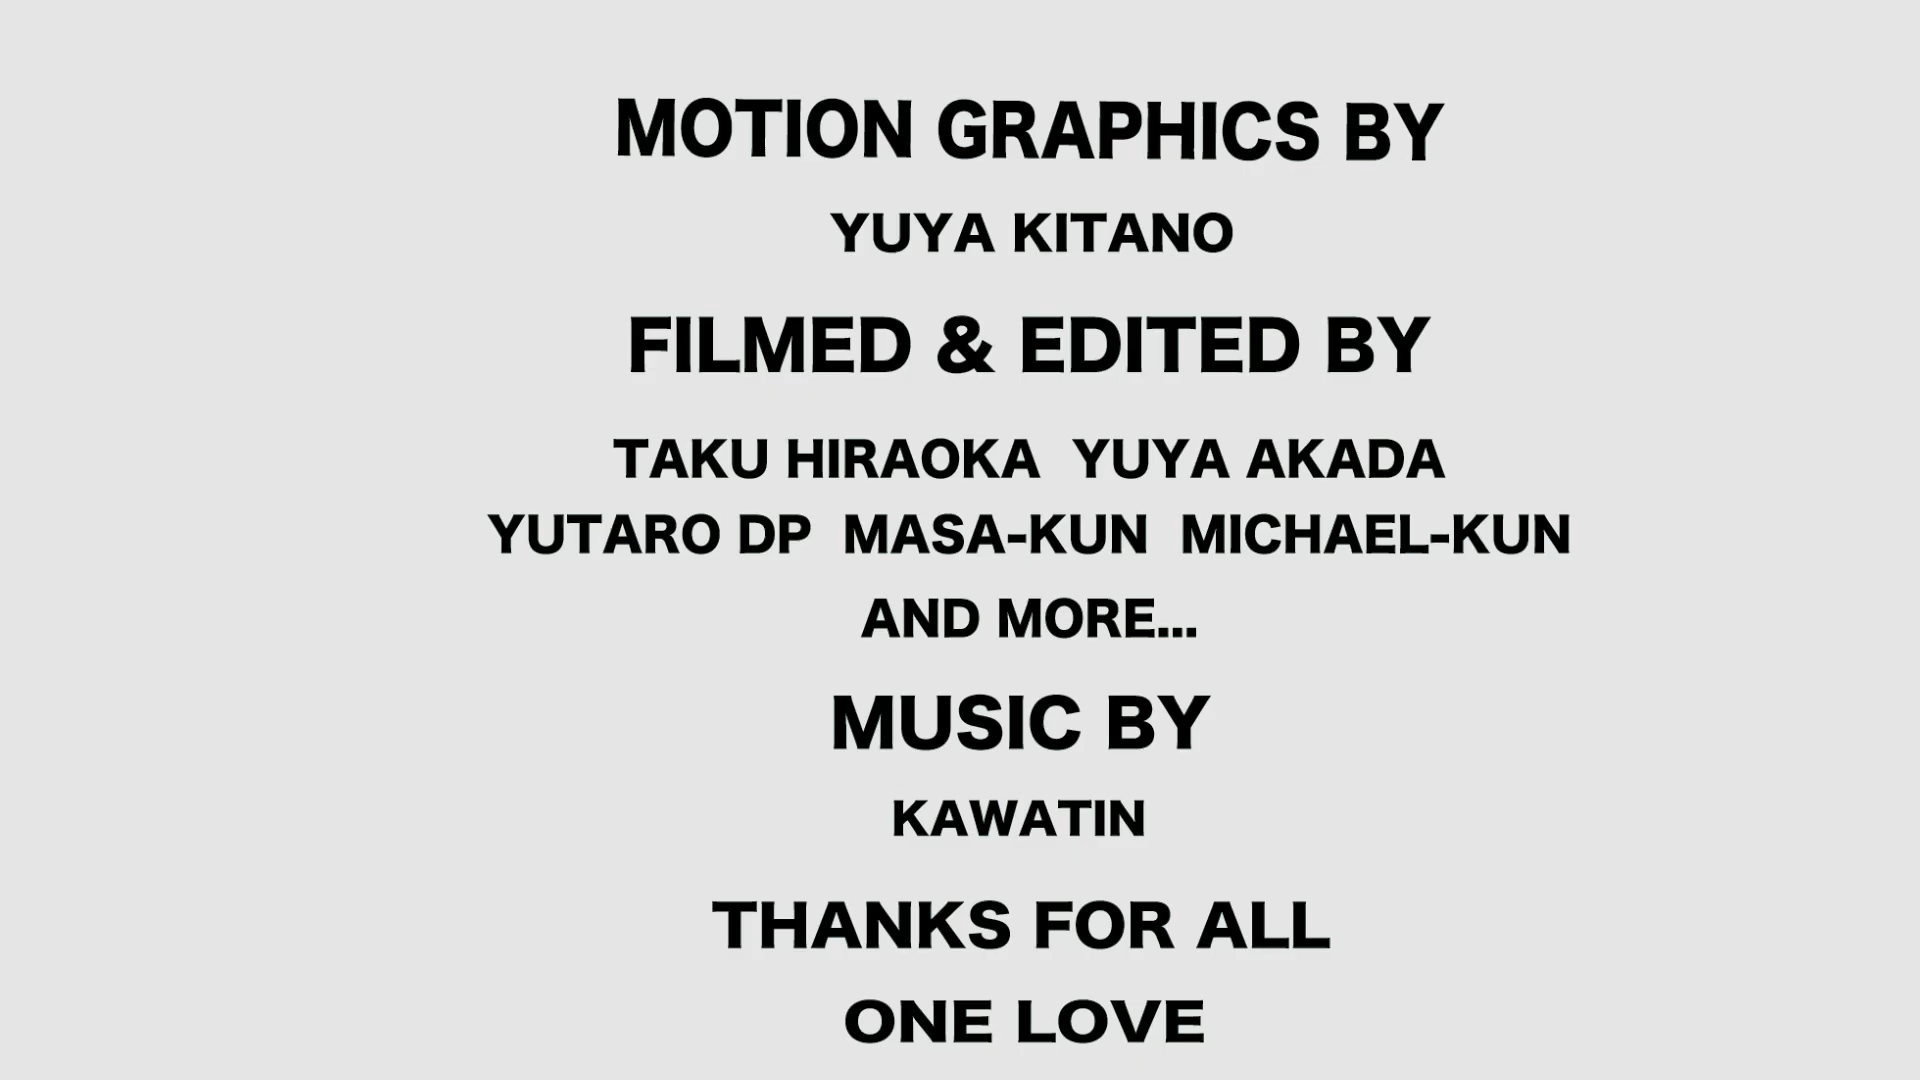 MOTION GRAPHICS BY
YUYA KITANO
FILMED & EDITED BY
TAKU HIRAOKA YUYA AKADA
YUTARO DP MASA-KUN MICHAEL-KUN
AND MORE...
MUSIC BY
KAWATIN
THANKS FOR ALL
ONE LOVE